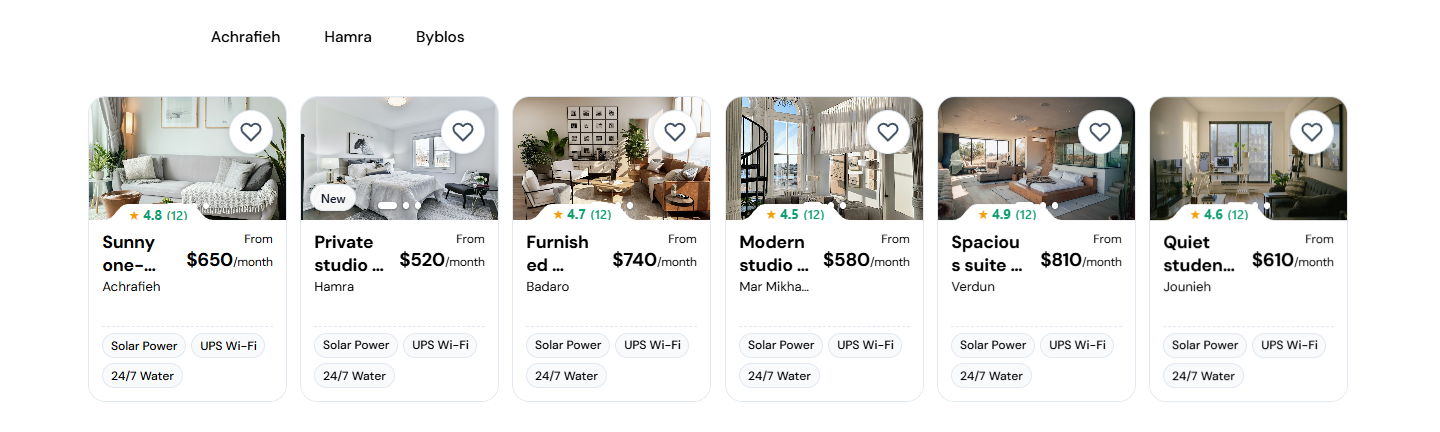 Achrafieh Hamra Byblos
★ 4.8 (12)
Sunny one-...
From
$650/month
Achrafieh
Solar Power UPS Wi-Fi
24/7 Water
New
Private studio ...
From
$520/month
Hamra
Solar Power UPS Wi-Fi
24/7 Water
★ 4.7 (12)
Furnish
ed ...
From
$740/month
Badaro
Solar Power UPS Wi-Fi
24/7 Water
★ 4.5 (12)
Modern
studio ...
From
$580/month
Mar Mikha...
Solar Power UPS Wi-Fi
24/7 Water
★ 4.9 (12)
Spaciou
s suite ...
From
$810/month
Verdun
Solar Power UPS Wi-Fi
24/7 Water
★ 4.6 (12)
Quiet
studen...
From
$610/month
Jounieh
Solar Power UPS Wi-Fi
24/7 Water